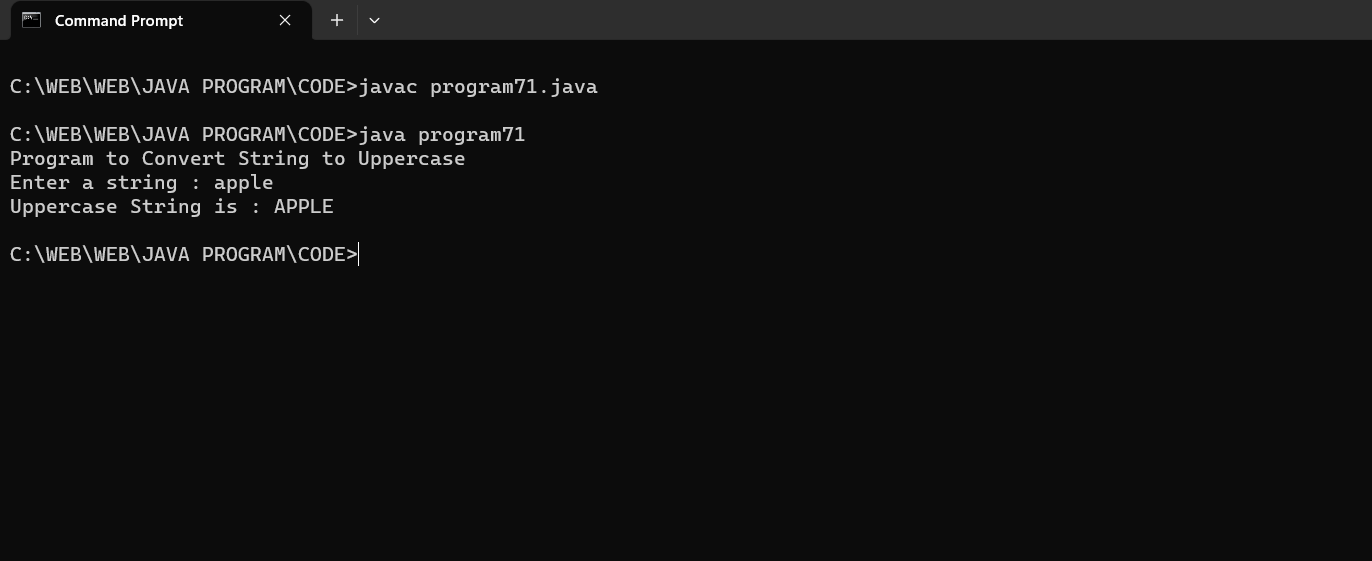 Command Prompt
C:\WEB\WEB\JAVA PROGRAM\CODE>javac program71.java
C:\WEB\WEB\JAVA PROGRAM\CODE>java program71
Program to Convert String to Uppercase
Enter a string : apple
Uppercase String is : APPLE
C:\WEB\WEB\JAVA PROGRAM\CODE>